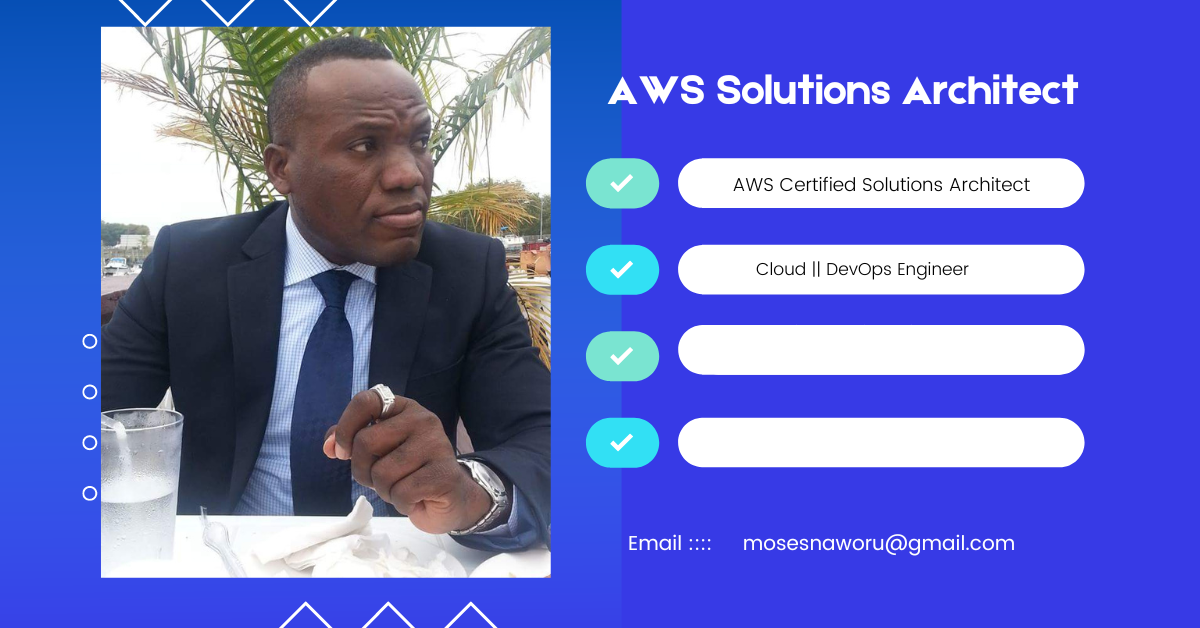 AWS Solutions Architect
AWS Certified Solutions Architect
Cloud || DevOps Engineer
Email :::: mosesnaworu@gmail.com